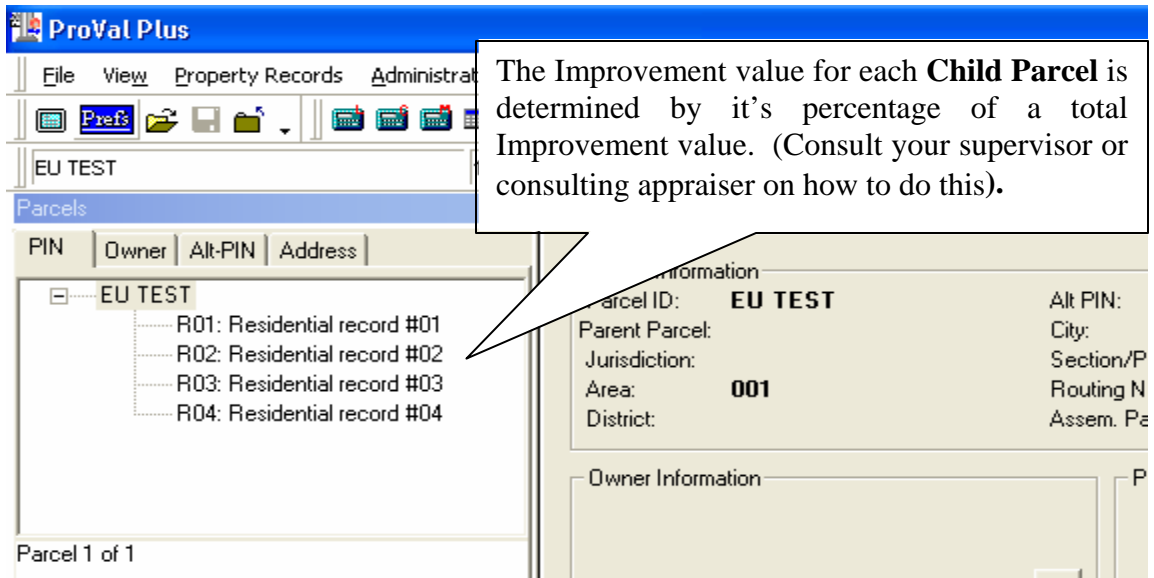 ProVal Plus
File View Property Records Administrat
Prefs
EU TEST
The Improvement value for each Child Parcel is
determined by it's percentage of a total
Improvement value. (Consult your supervisor or
consulting appraiser on how to do this).
Parcels
PIN Owner Alt-PIN Address
EU TEST
R01: Residential record #01
R02: Residential record #02
R03: Residential record #03
R04: Residential record #04
Parcel 1 of 1
Parcel ID: EU TEST Alt PIN:
Parent Parcel: City:
Jurisdiction: Section/P
Area: 001 Routing N
District: Assem. Pa
Owner Information P